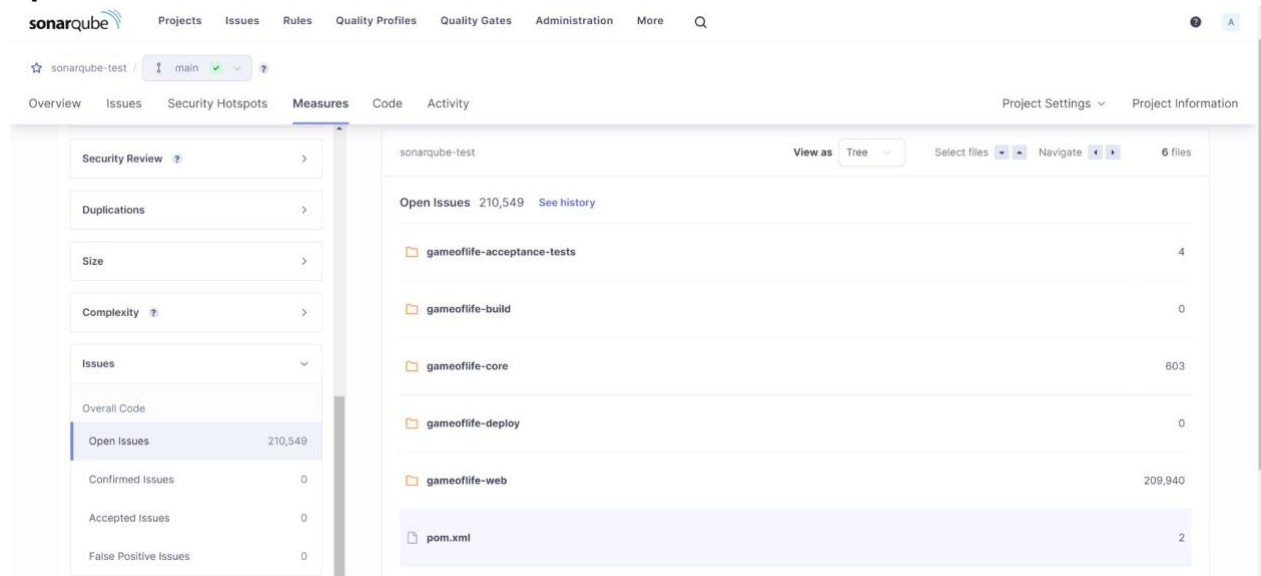 sonarqube Projects Issues Rules Quality Profiles Quality Gates Administration More ? A
sonarqube-test / main ?
Overview Issues Security Hotspots Measures Code Activity Project Settings Project Information
Security Review ?
Duplications
Size
Complexity ?
Issues
Overall Code
Open Issues 210,549
Confirmed Issues 0
Accepted Issues 0
False Positive Issues 0
sonarqube-test View as Tree Select files Navigate 6 files
Open Issues 210,549 See history
gameoflife-acceptance-tests 4
gameoflife-build 0
gameoflife-core 603
gameoflife-deploy 0
gameoflife-web 209,940
pom.xml 2